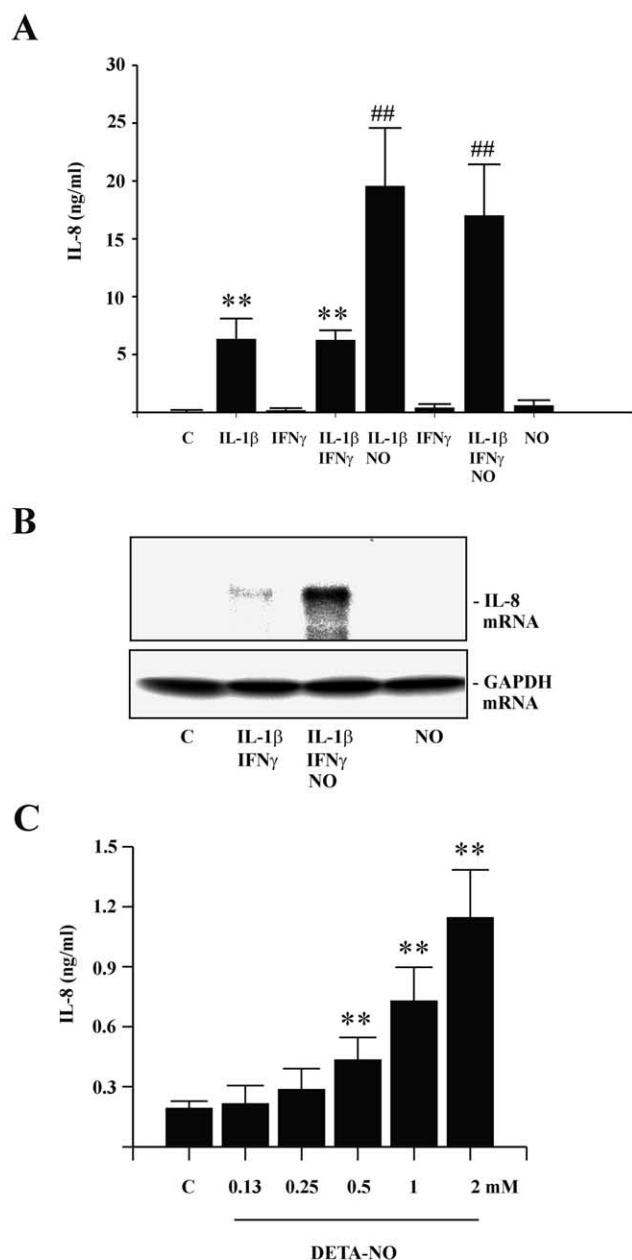 A
30
25
20
15
10
5
IL-8 (ng/ml)
**
**
##
##
C IL-1β IFNγ IL-1β IL-1β IFNγ IL-1β NO
IFNγ NO IFNγ
NO
B
- IL-8
mRNA
- GAPDH
mRNA
C IL-1β IL-1β NO
IFNγ IFNγ
NO
C
1.5
1.2
0.9
0.6
0.3
IL-8 (ng/ml)
**
**
**
C 0.13 0.25 0.5 1 2 mM
DETA-NO